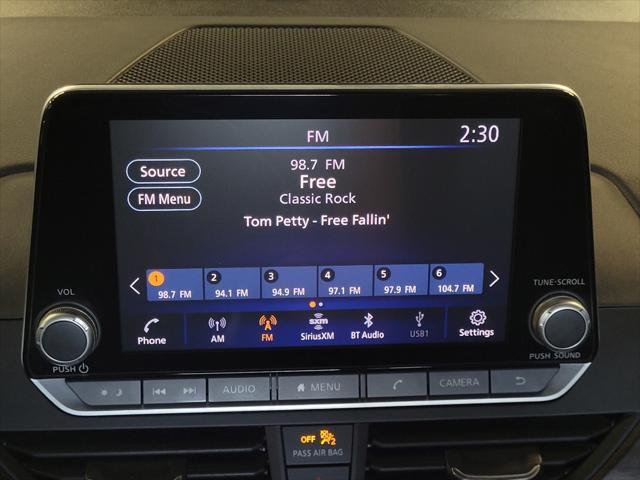 FM 2:30
Source
FM Menu
98.7 FM
Free
Classic Rock
Tom Petty - Free Fallin'
1 2 3 4 5 6
98.7 FM 94.1 FM 94.9 FM 97.1 FM 97.9 FM 104.7 FM
Phone AM FM SiriusXM BT Audio USB1 Settings
sxm
VOL
PUSH
TUNE·SCROLL
PUSH SOUND
AUDIO MENU CAMERA
OFF 2
PASS AIR BAG